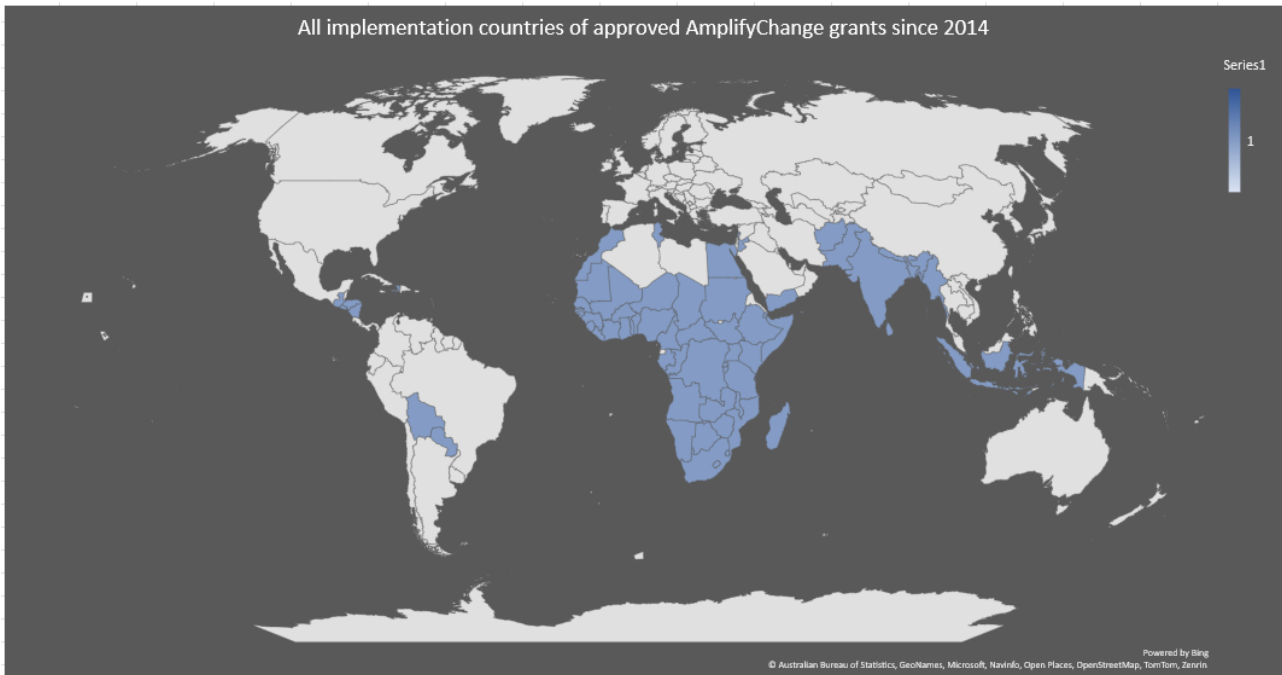 All implementation countries of approved AmplifyChange grants since 2014
Series1
1
Powered by Bing
© Australian Bureau of Statistics, GeoNames, Microsoft, Navinfo, Open Places, OpenStreetMap, TomTom, Zenrin